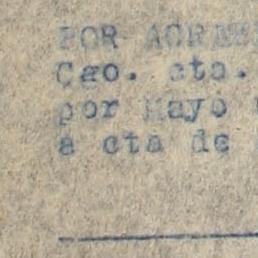 POR
Cgo. cta.
por Mayo
a cta de